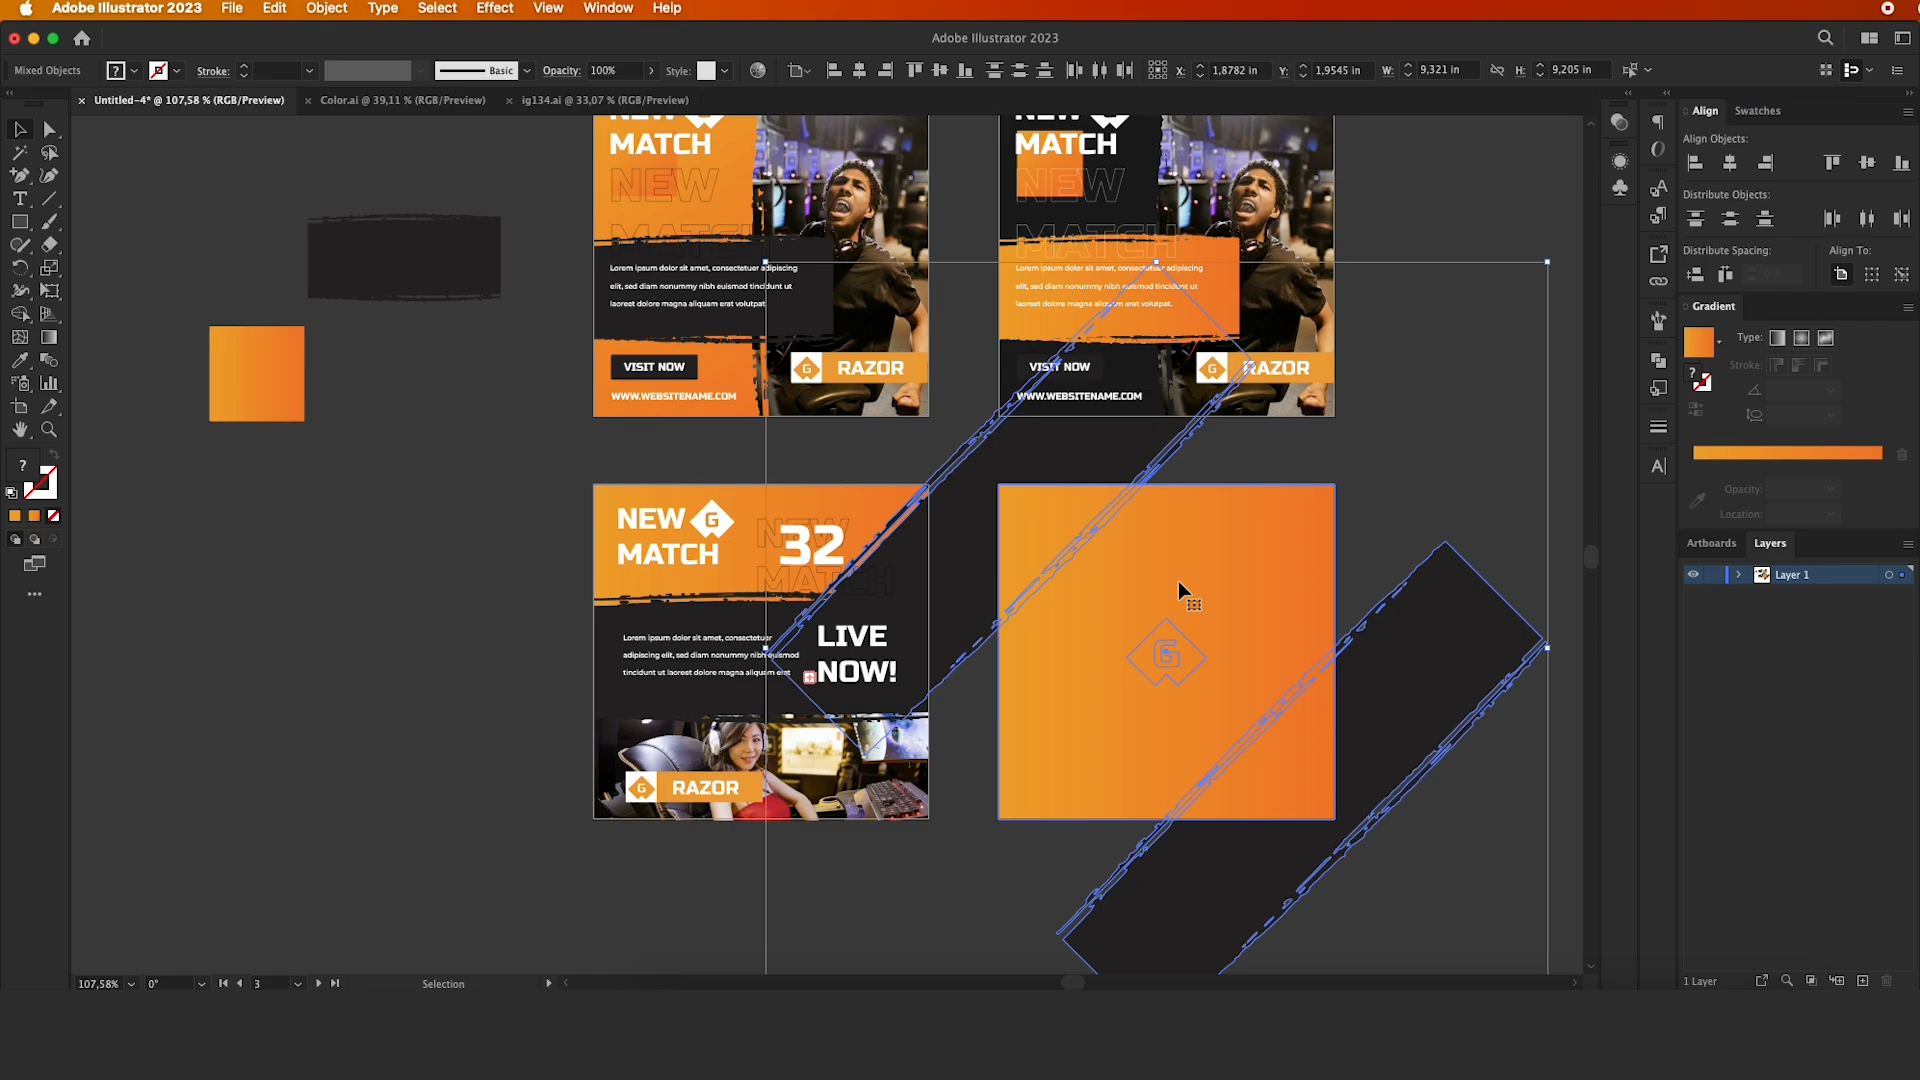 Adobe Illustrator 2023 File Edit Object Type Select Effect View Window Help
Adobe Illustrator 2023
Mixed Objects ? Stroke: Basic Opacity: 100% Style: X: 1,8782 in Y: 1,9545 in W: 9,321 in H: 9,205 in
× Untitled-4* @ 107,58 % (RGB/Preview) × Color.ai @ 39,11 % (RGB/Preview) × ig134.ai @ 33,07 % (RGB/Preview)
Align Swatches
Align Objects:
Distribute Objects:
Distribute Spacing: Align To:
Gradient
Type:
Stroke:
Opacity:
Location:
Artboards Layers
Layer 1
1 Layer
NEW
MATCH
NEW
MATCH
Lorem ipsum dolor sit amet, consectetuer adipiscing
elit, sed diam nonummy nibh euismod tincidunt ut
laoreet dolore magna aliquam erat volutpat.
VISIT NOW
G RAZOR
WWW.WEBSITENAME.COM
NEW
MATCH
NEW
MATCH
Lorem ipsum dolor sit amet, consectetuer adipiscing
elit, sed diam nonummy nibh euismod tincidunt ut
laoreet dolore magna aliquam erat volutpat.
VISIT NOW
G RAZOR
WWW.WEBSITENAME.COM
NEW G
MATCH
NEW
MATCH
32
Lorem ipsum dolor sit amet, consectetuer
adipiscing elit, sed diam nonummy nibh euismod
tincidunt ut laoreet dolore magna aliquam erat
LIVE
NOW!
G RAZOR
G
107,58% 0° 3 Selection